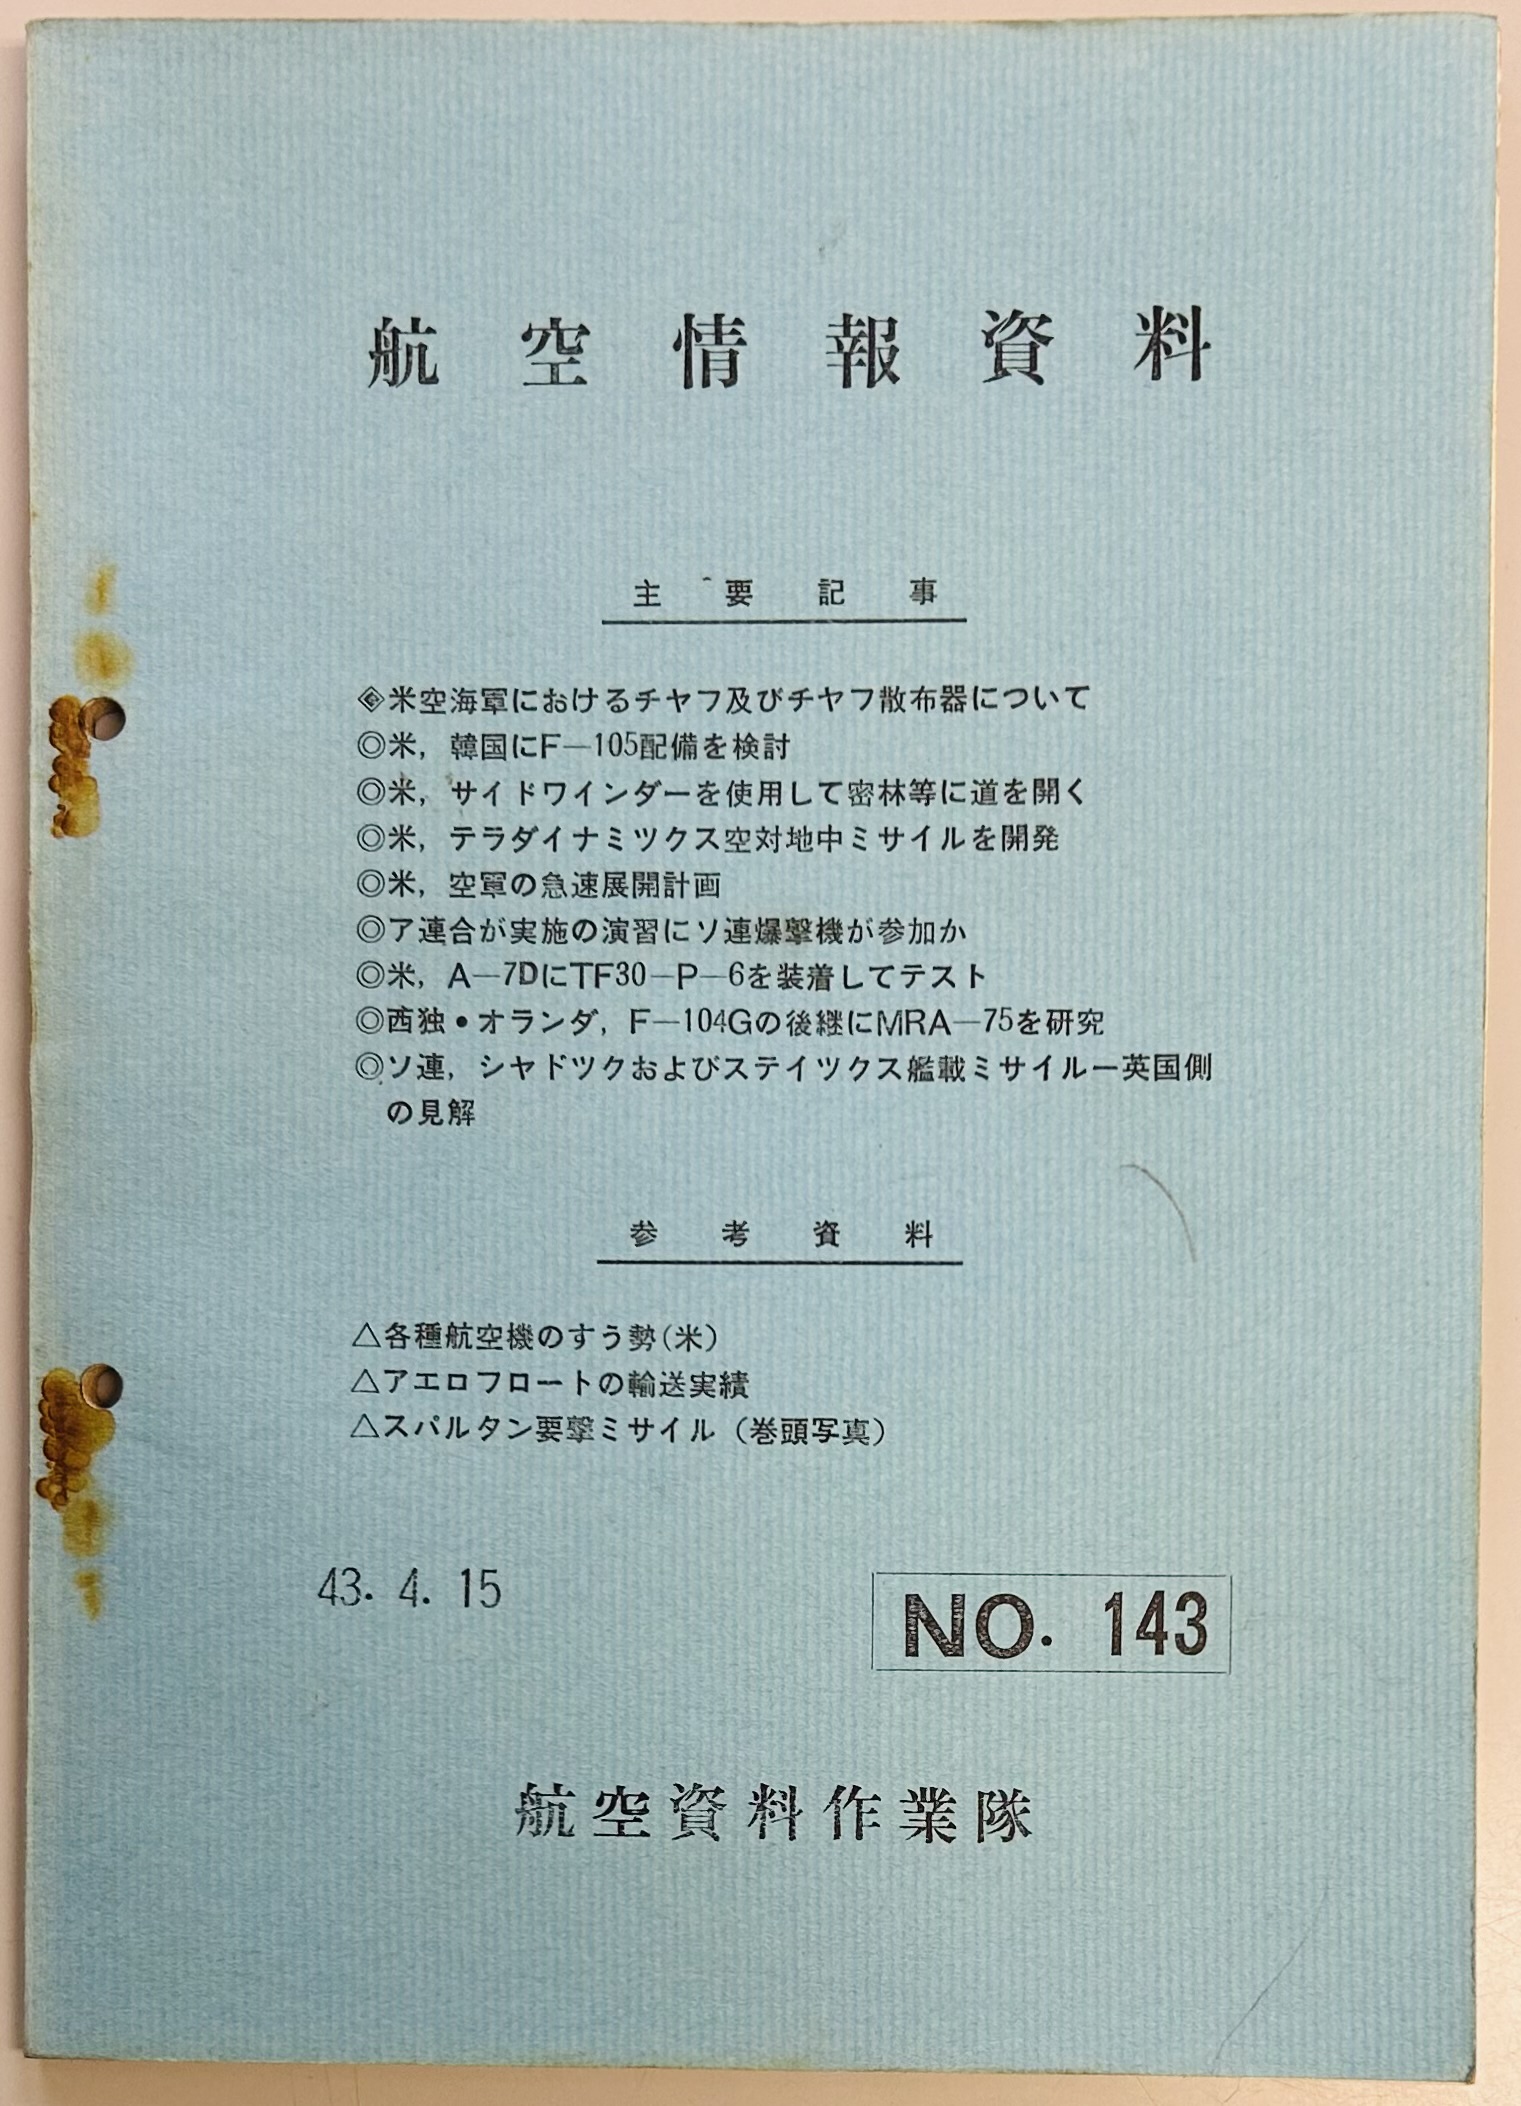 航空情報資料
主要記事
◈米空海軍におけるチヤフ及びチヤフ散布器について
◎米，韓国にF—105配備を検討
◎米，サイドワインダーを使用して密林等に道を開く
◎米，テラダイナミツクス空対地中ミサイルを開発
◎米，空軍の急速展開計画
◎ア連合が実施の演習にソ連爆撃機が参加か
◎米，A—7DにTF30—P—6を装着してテスト
◎西独•オランダ，F—104Gの後継にMRA—75を研究
◎ソ連，シヤドツクおよびステイツクス艦載ミサイルー英国側
の見解
参考資料
△各種航空機のすう勢（米）
△アエロフロートの輸送実績
△スパルタン要撃ミサイル（巻頭写真）
43. 4. 15
NO. 143
航空資料作業隊